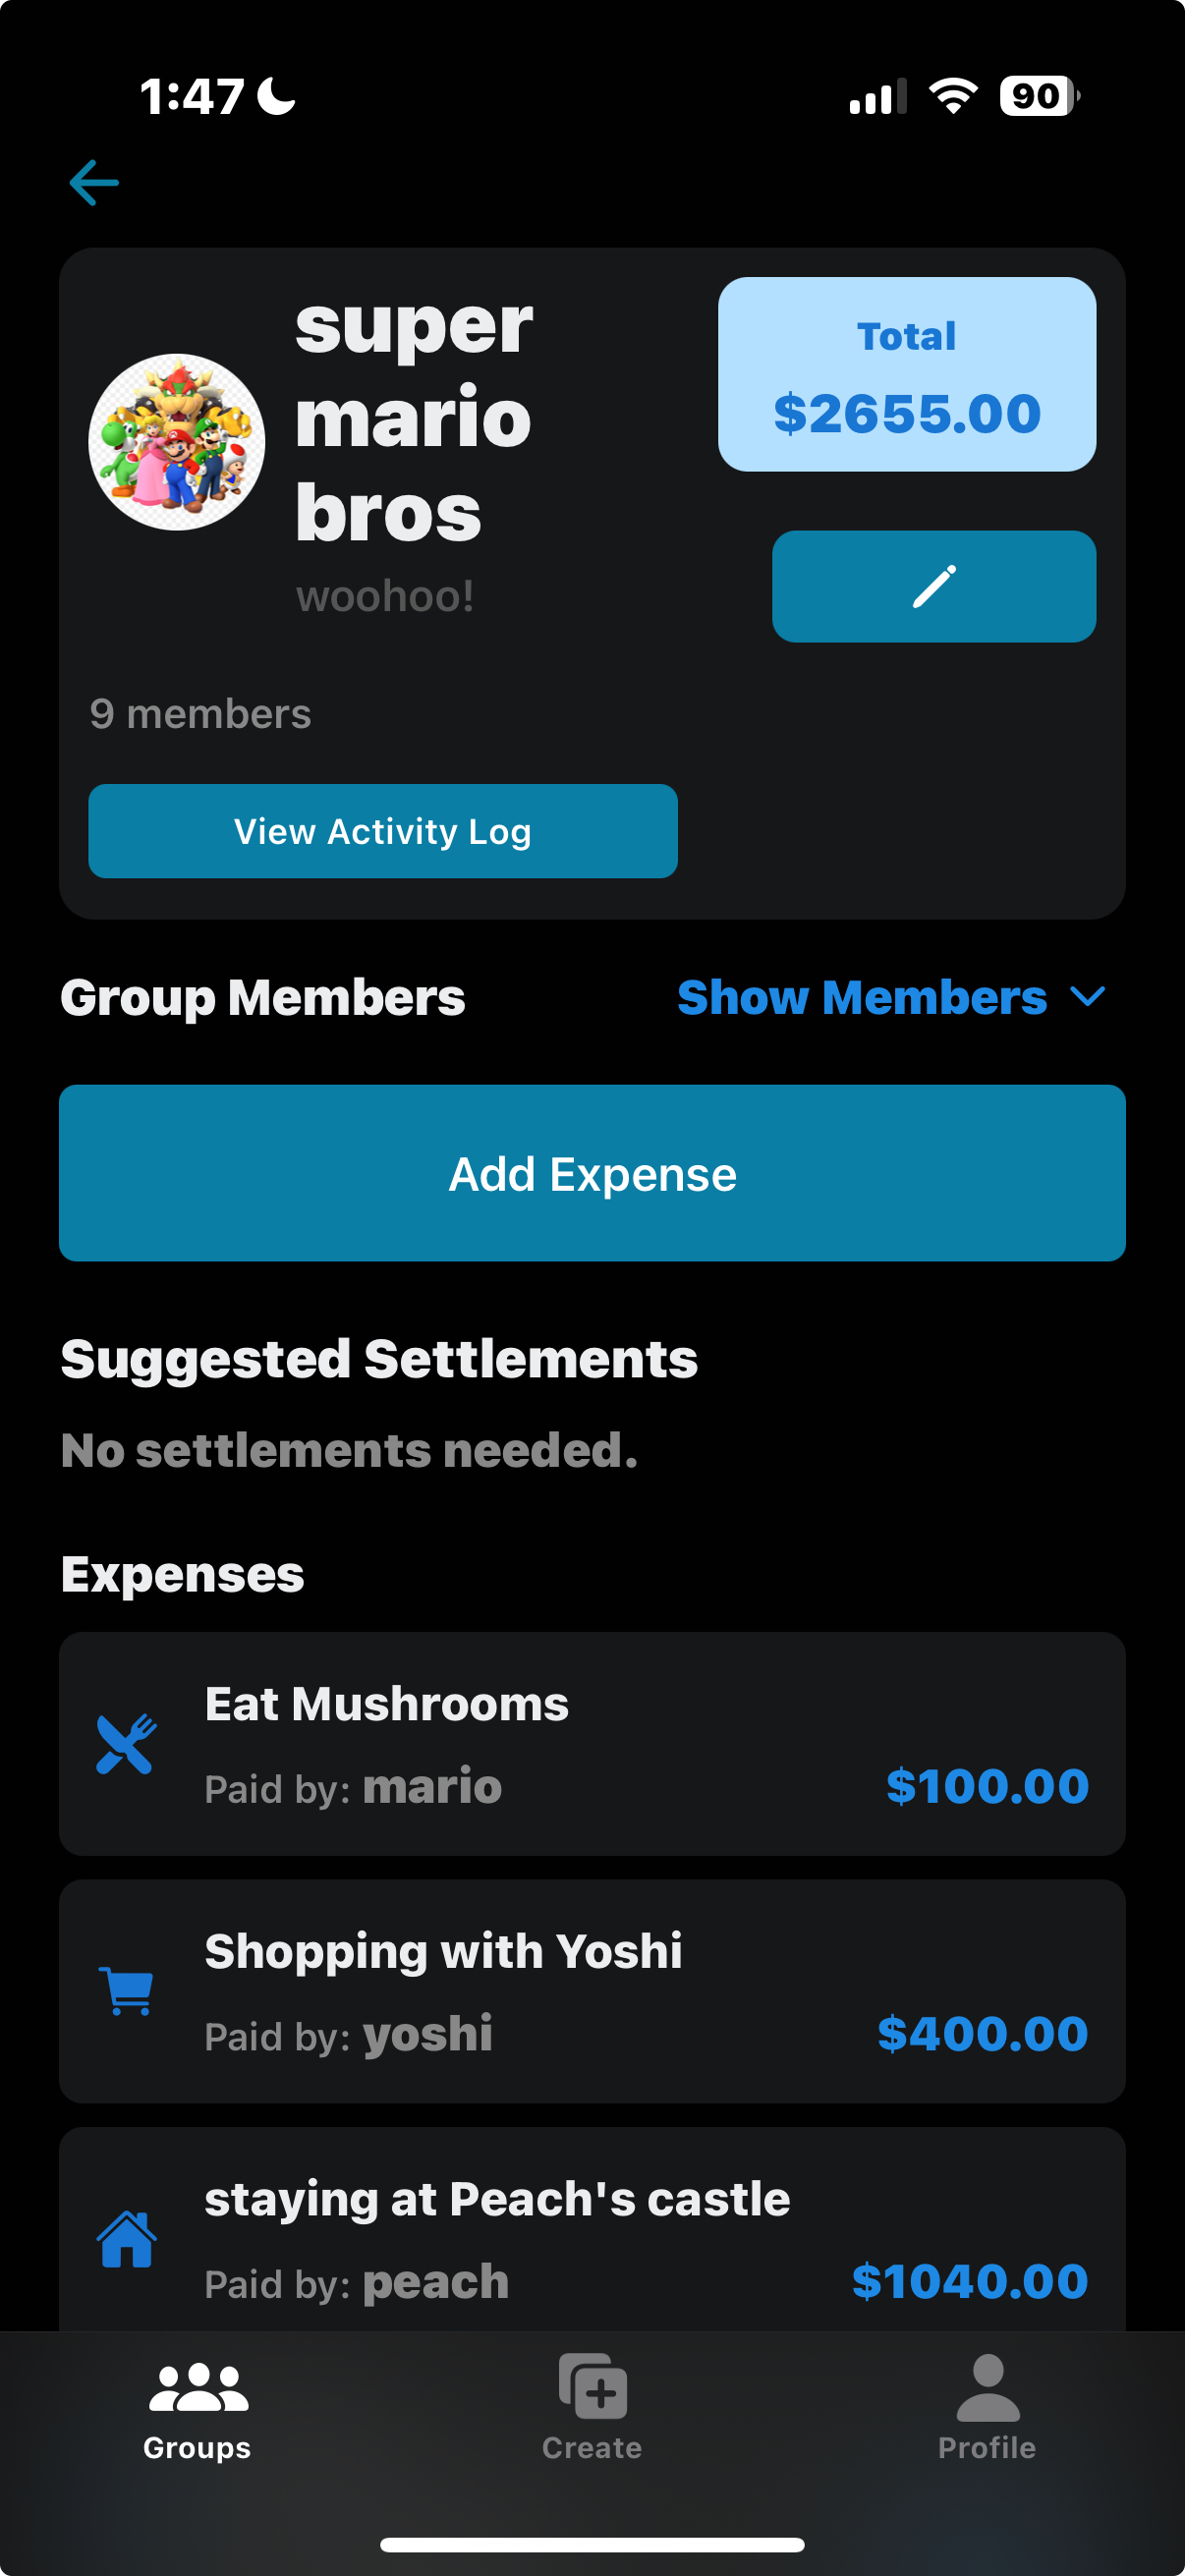 1:47
90
super
mario
bros
woohoo!
Total
$2655.00
9 members
View Activity Log
Group Members
Show Members
Add Expense
Suggested Settlements
No settlements needed.
Expenses
Eat Mushrooms
Paid by: mario
$100.00
Shopping with Yoshi
Paid by: yoshi
$400.00
staying at Peach's castle
Paid by: peach
$1040.00
Groups
Create
Profile